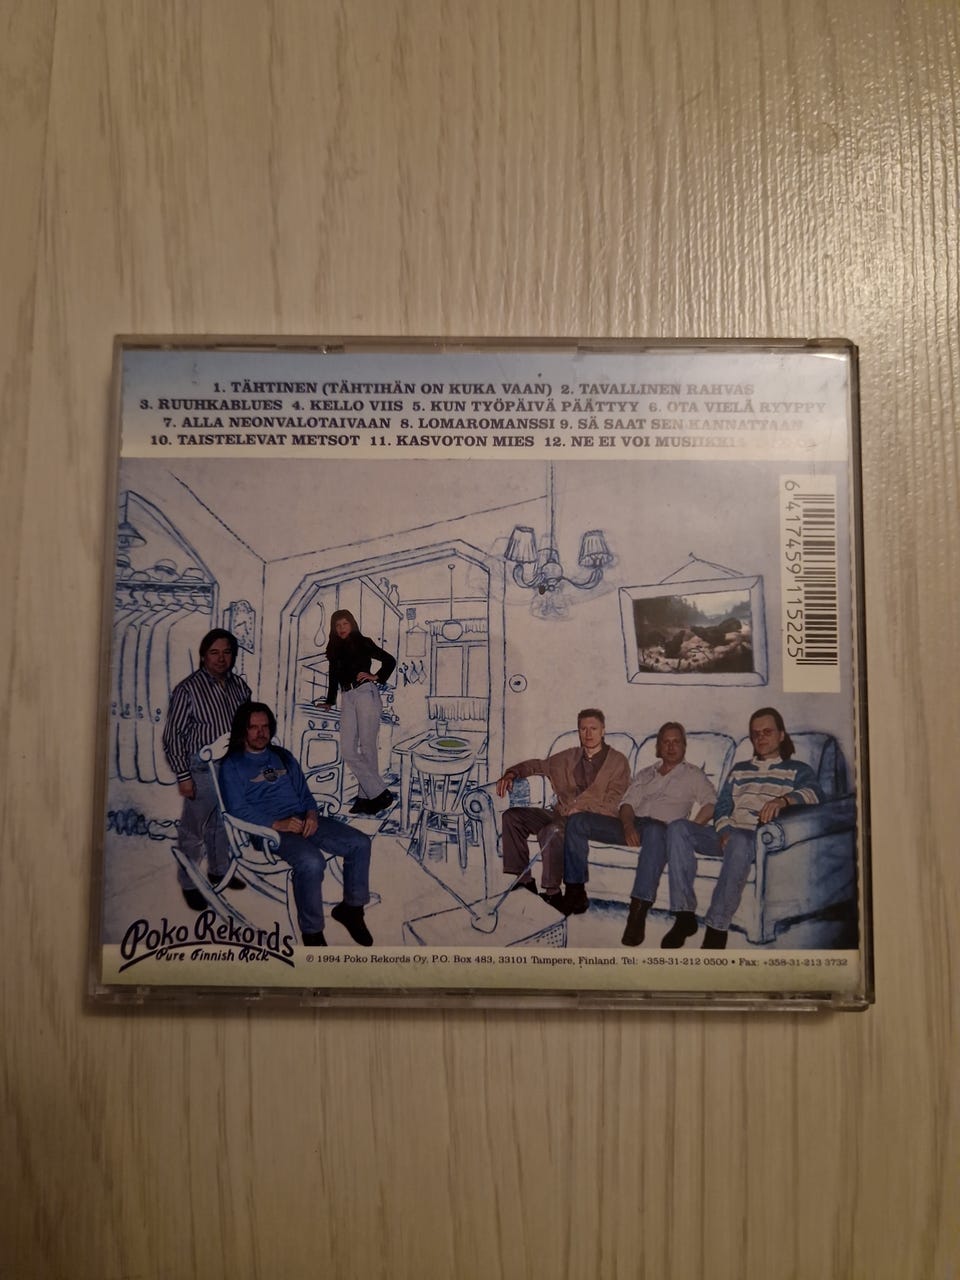 1. TÄHTINEN (TÄHTIHÄN ON KUKA VAAN) 2. TAVALLINEN RAHVAS
3. RUUHKABLUES 4. KELLO VIIS 5. KUN TYÖPÄIVÄ PÄÄTTYY 6. OTA VIELÄ RYYPPY
7. ALLA NEONVALOTAIVAAN 8. LOMAROMANSSI 9. SÄ SAAT SEN KANNATTAAN
10. TAISTELEVAT METSOT 11. KASVOTON MIES 12. NE EI VOI MUSIIKKIA
6 417459 115225
Poko Rekords
Pure Finnish Rock
℗ 1994 Poko Rekords Oy. P.O. Box 483, 33101 Tampere, Finland. Tel: +358-31-212 0500 • Fax: +358-31-213 3732